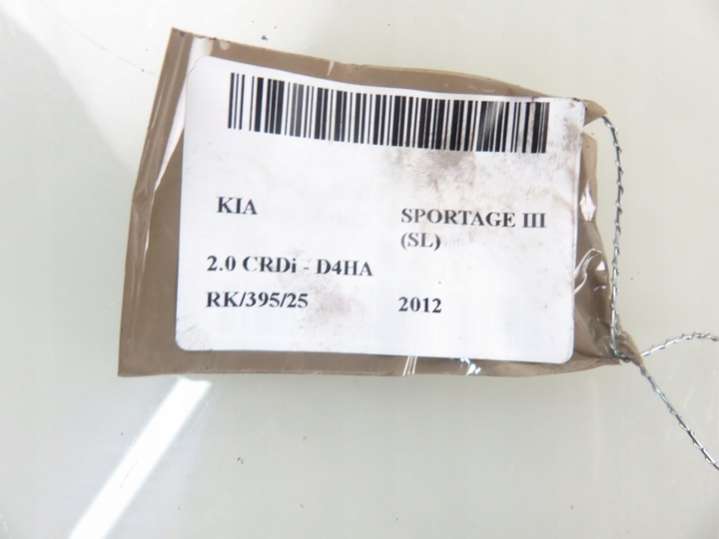 KIA SPORTAGE III
(SL)
2.0 CRDi - D4HA
RK/395/25 2012